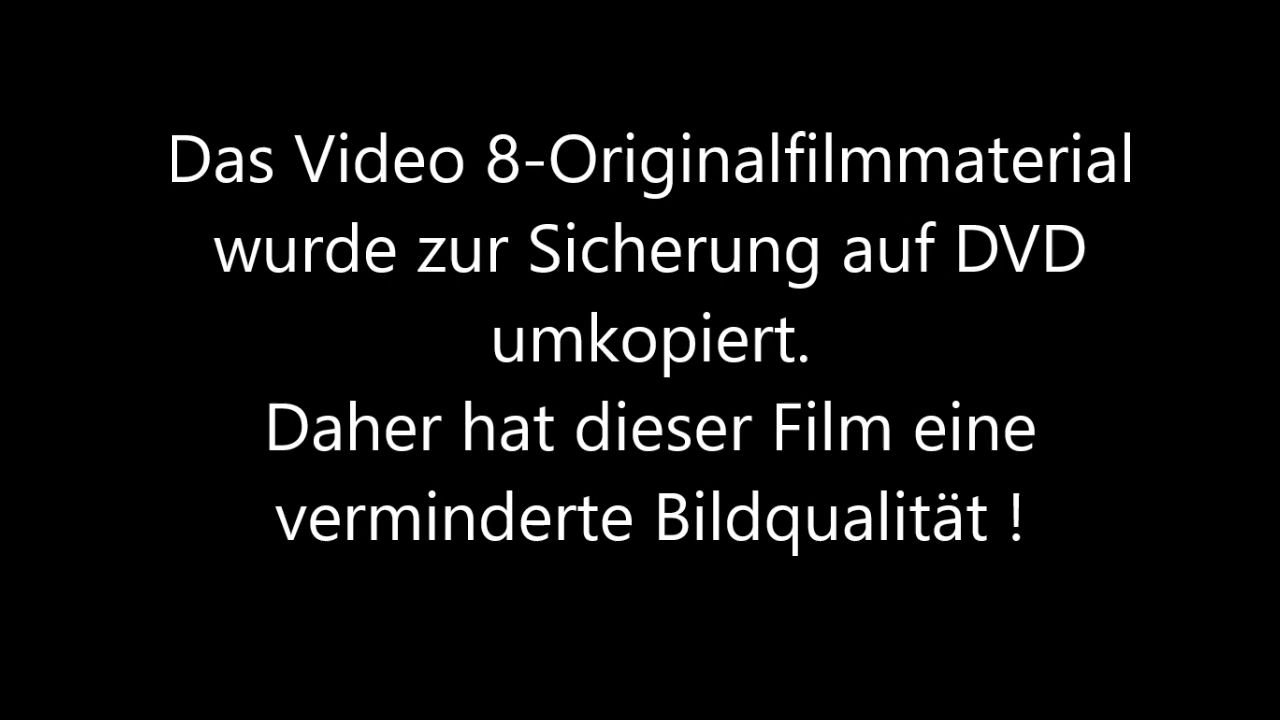 Das Video 8-Originalfilmmaterial
wurde zur Sicherung auf DVD
umkopiert.
Daher hat dieser Film eine
verminderte Bildqualität !